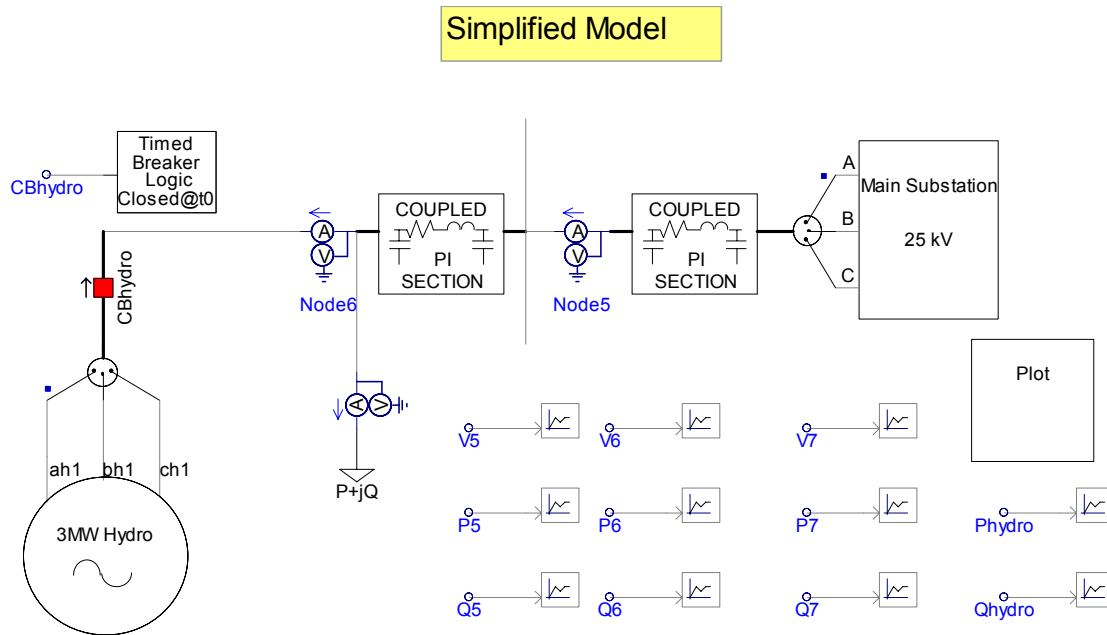 Simplified Model
Timed
Breaker
Logic
Closed@t0
CBhydro
A
Main Substation
COUPLED
COUPLED
A
A
B
25 kV
V
V
PI
PI
SECTION
SECTION
C
Node6
Node5
CBhydro
Plot
A
V
V5
V6
V7
ah1
bh1
ch1
P+jQ
P5
P6
P7
Phydro
3MW Hydro
Q5
Q6
Q7
Qhydro